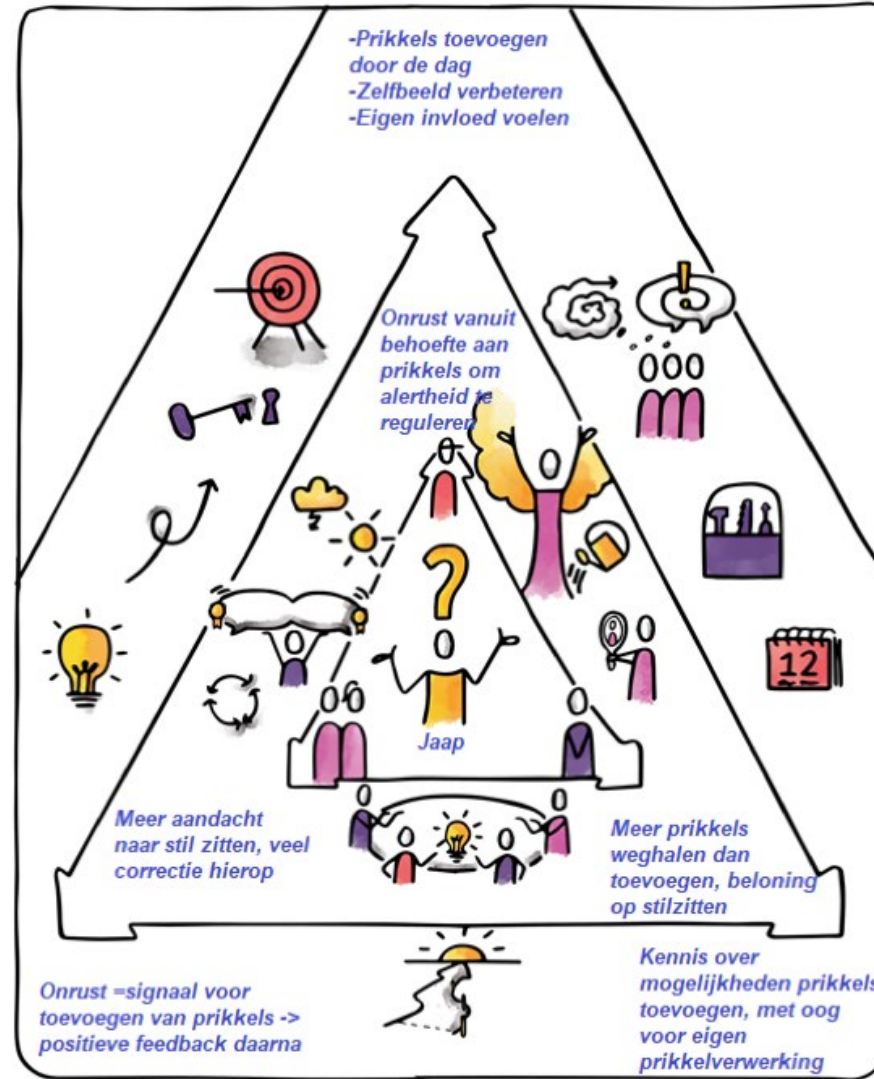 -Prikkels toevoegen
door de dag
-Zelfbeeld verbeteren
-Eigen invloed voelen
Onrust vanuit
behoefte aan
prikkels om
alertheid te
reguleren
12
Jaap
Meer aandacht
naar stil zitten, veel
correctie hierop
Meer prikkels
weghalen dan
toevoegen, beloning
op stilzitten
Onrust =signaal voor
toevoegen van prikkels ->
positieve feedback daarna
Kennis over
mogelijkheden prikkels
toevoegen, met oog
voor eigen
prikkelverwerking